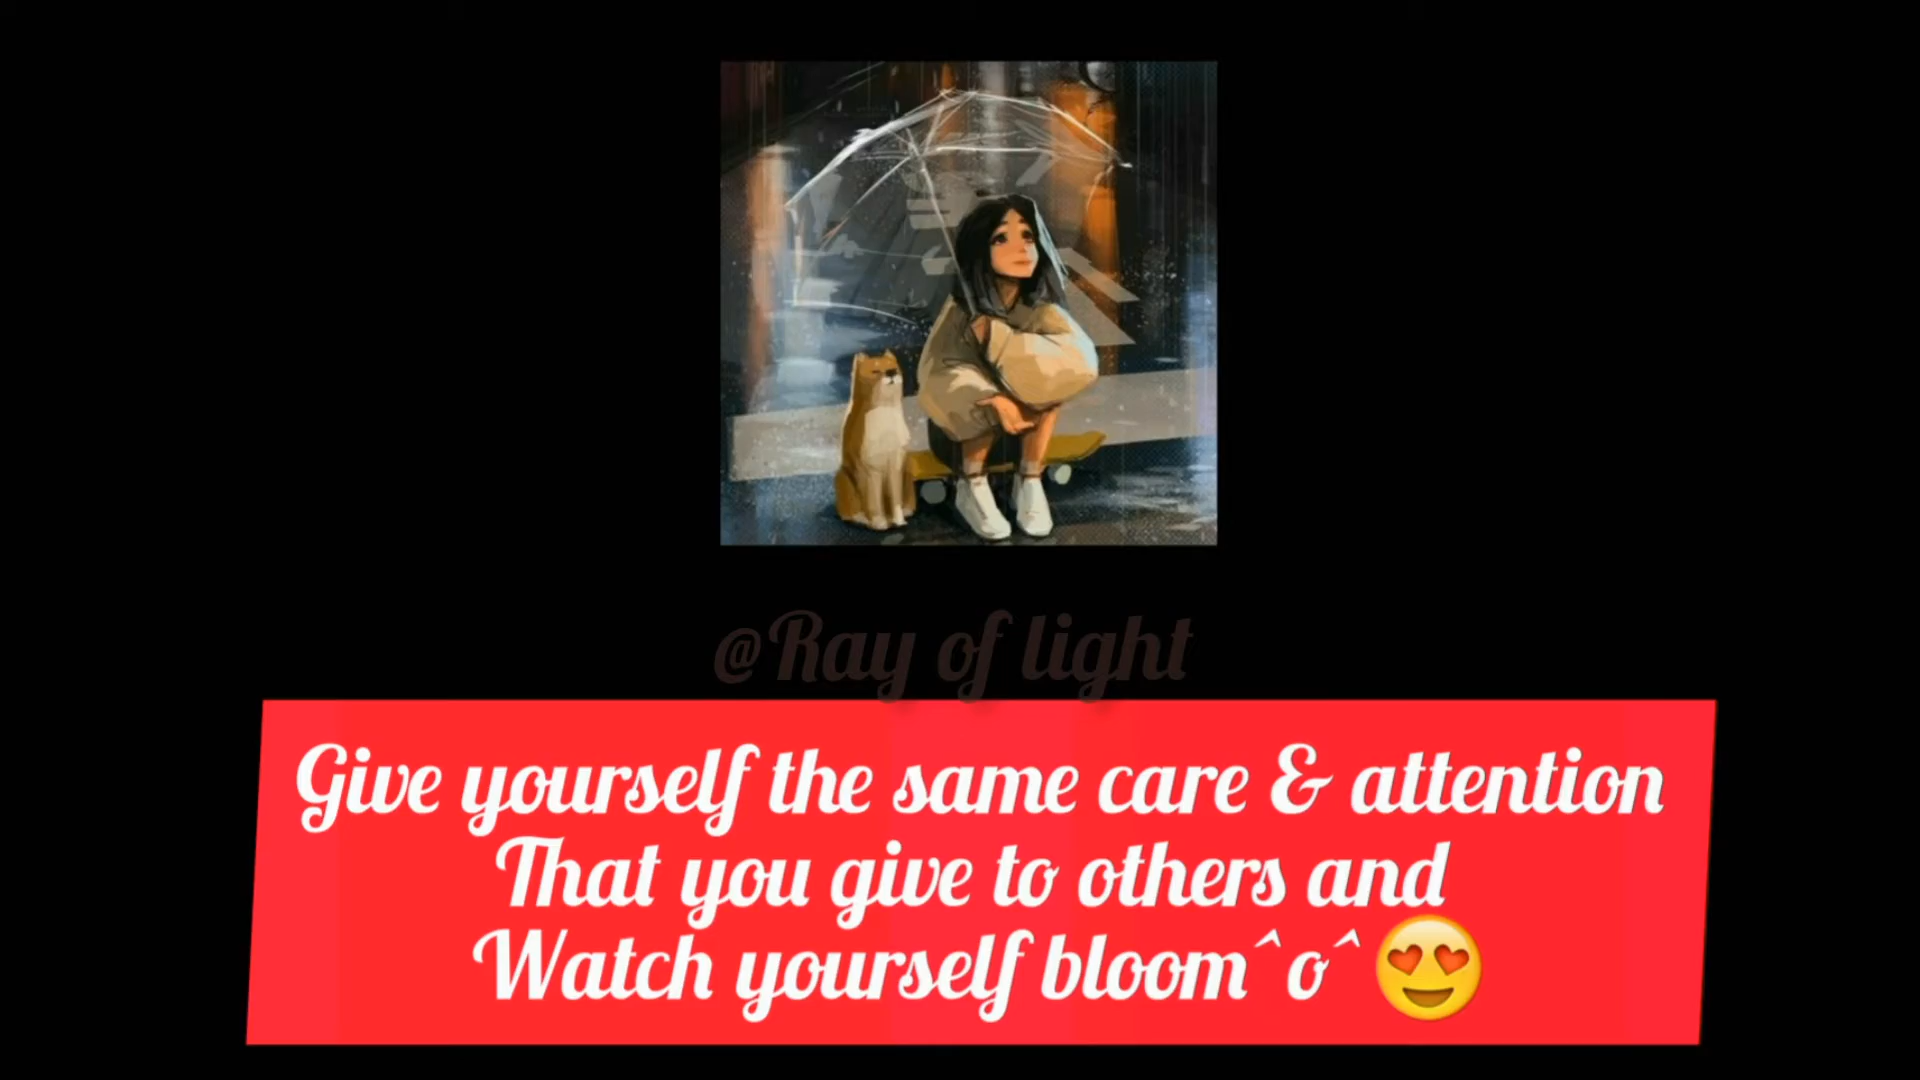 @Ray of light
Give yourself the same care & attention
That you give to others and
Watch yourself bloom^o^ 😍